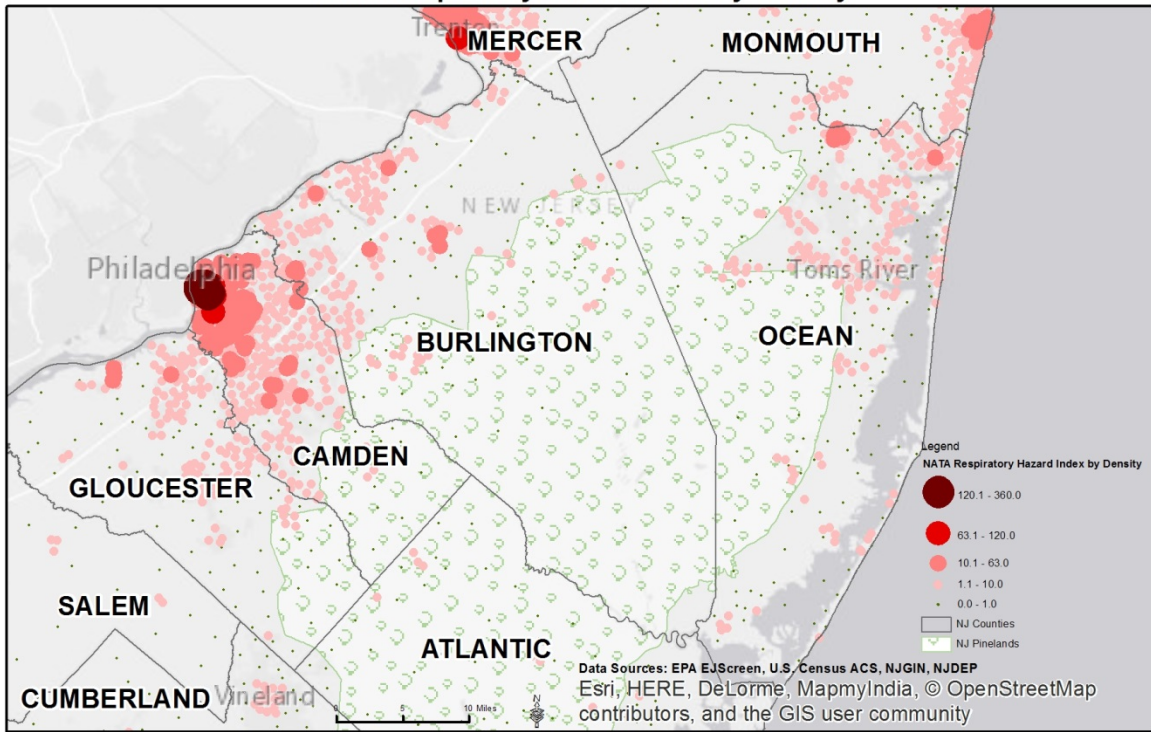 Trenton
MERCER
MONMOUTH
NEW JERSEY
Philadelphia
Toms River
BURLINGTON
OCEAN
CAMDEN
GLOUCESTER
SALEM
ATLANTIC
CUMBERLAND
Vineland
Legend
NATA Respiratory Hazard Index by Density
120.1 - 360.0
63.1 - 120.0
10.1 - 63.0
1.1 - 10.0
0.0 - 1.0
NJ Counties
NJ Pinelands
Data Sources: EPA EJScreen, U.S. Census ACS, NJGIN, NJDEP
Esri, HERE, DeLorme, MapmyIndia, © OpenStreetMap
contributors, and the GIS user community
0 5 10 Miles
N